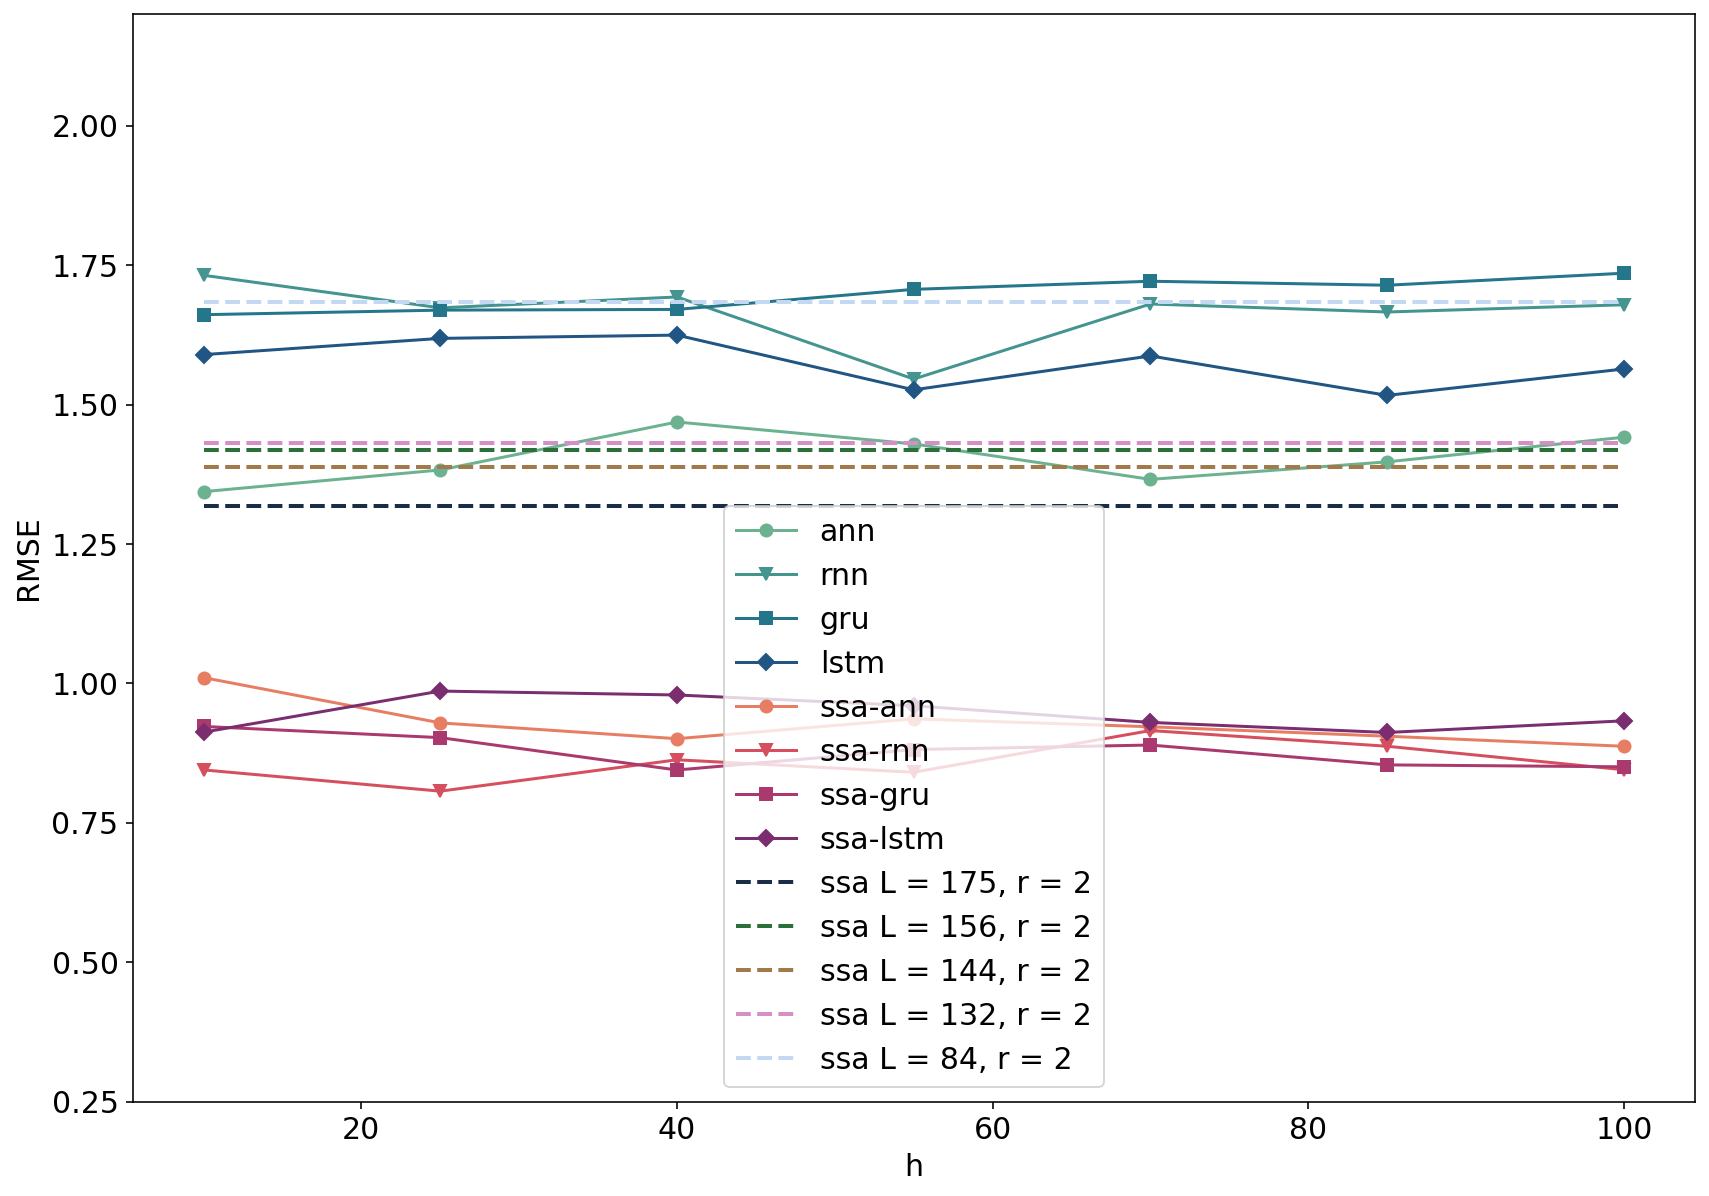 2.00
1.75
1.50
1.25
1.00
0.75
0.50
0.25
RMSE
20
40
60
80
100
h
ann
rnn
gru
lstm
ssa-ann
ssa-rnn
ssa-gru
ssa-lstm
ssa L = 175, r = 2
ssa L = 156, r = 2
ssa L = 144, r = 2
ssa L = 132, r = 2
ssa L = 84, r = 2